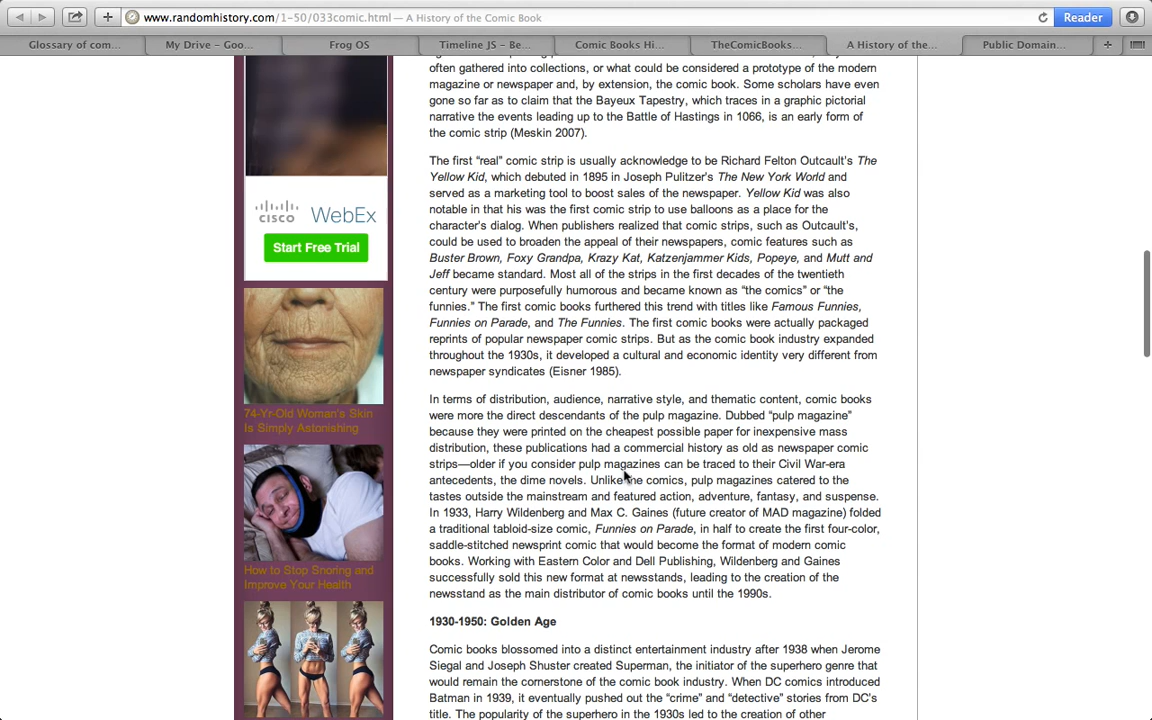 www.randomhistory.com/1-50/033comic.html — A History of the Comic Book
Reader
Glossary of com...
My Drive – Goo...
Frog OS
Timeline JS – Be...
Comic Books Hi...
TheComicBooks...
A History of the...
Public Domain...
often gathered into collections, or what could be considered a prototype of the modern
magazine or newspaper and, by extension, the comic book. Some scholars have even
gone so far as to claim that the Bayeux Tapestry, which traces in a graphic pictorial
narrative the events leading up to the Battle of Hastings in 1066, is an early form of
the comic strip (Meskin 2007).
The first “real” comic strip is usually acknowledge to be Richard Felton Outcault’s The
Yellow Kid, which debuted in 1895 in Joseph Pulitzer’s The New York World and
served as a marketing tool to boost sales of the newspaper. Yellow Kid was also
notable in that his was the first comic strip to use balloons as a place for the
character’s dialog. When publishers realized that comic strips, such as Outcault’s,
could be used to broaden the appeal of their newspapers, comic features such as
Buster Brown, Foxy Grandpa, Krazy Kat, Katzenjammer Kids, Popeye, and Mutt and
Jeff became standard. Most all of the strips in the first decades of the twentieth
century were purposefully humorous and became known as “the comics” or “the
funnies.” The first comic books furthered this trend with titles like Famous Funnies,
Funnies on Parade, and The Funnies. The first comic books were actually packaged
reprints of popular newspaper comic strips. But as the comic book industry expanded
throughout the 1930s, it developed a cultural and economic identity very different from
newspaper syndicates (Eisner 1985).
In terms of distribution, audience, narrative style, and thematic content, comic books
were more the direct descendants of the pulp magazine. Dubbed “pulp magazine”
because they were printed on the cheapest possible paper for inexpensive mass
distribution, these publications had a commercial history as old as newspaper comic
strips—older if you consider pulp magazines can be traced to their Civil War-era
antecedents, the dime novels. Unlike the comics, pulp magazines catered to the
tastes outside the mainstream and featured action, adventure, fantasy, and suspense.
In 1933, Harry Wildenberg and Max C. Gaines (future creator of MAD magazine) folded
a traditional tabloid-size comic, Funnies on Parade, in half to create the first four-color,
saddle-stitched newsprint comic that would become the format of modern comic
books. Working with Eastern Color and Dell Publishing, Wildenberg and Gaines
successfully sold this new format at newsstands, leading to the creation of the
newsstand as the main distributor of comic books until the 1990s.
1930-1950: Golden Age
Comic books blossomed into a distinct entertainment industry after 1938 when Jerome
Siegal and Joseph Shuster created Superman, the initiator of the superhero genre that
would remain the cornerstone of the comic book industry. When DC comics introduced
Batman in 1939, it eventually pushed out the “crime” and “detective” stories from DC’s
title. The popularity of the superhero in the 1930s led to the creation of other
CISCO WebEx
Start Free Trial
74-Yr-Old Woman's Skin
Is Simply Astonishing
How to Stop Snoring and
Improve Your Health